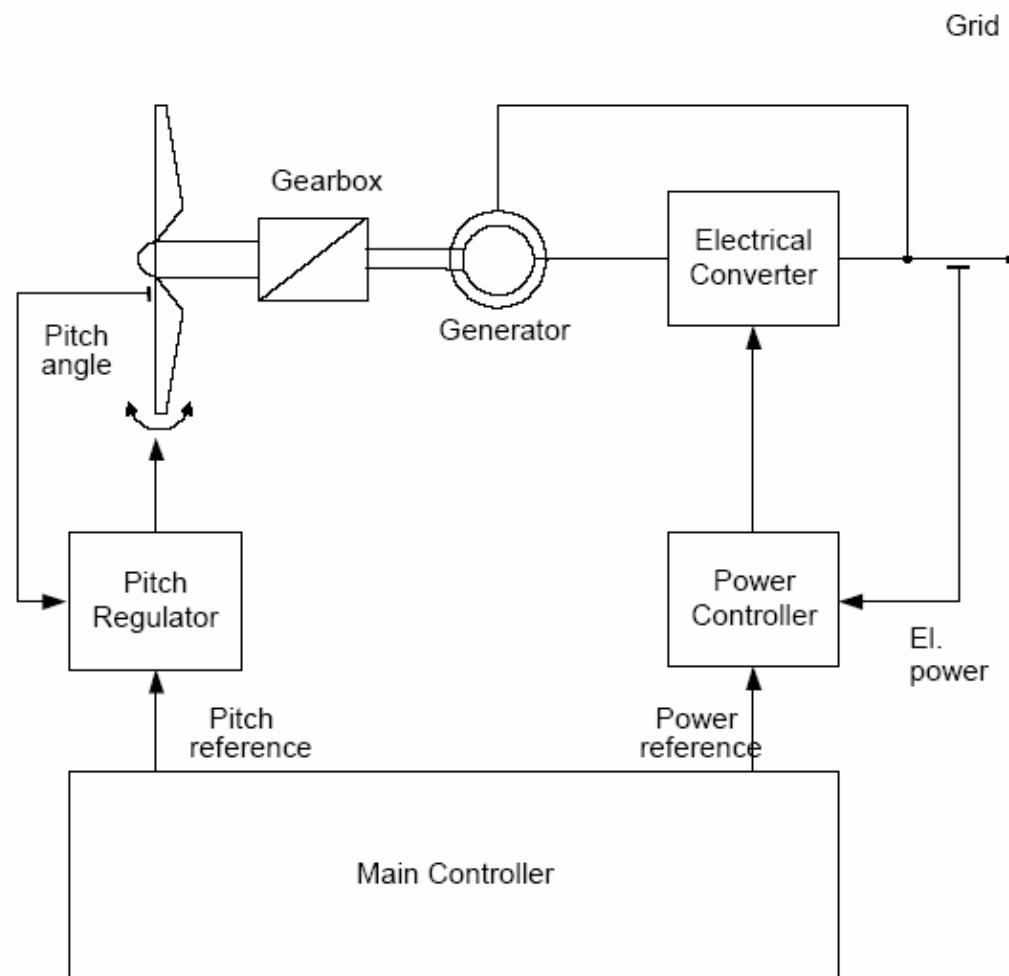 Grid
Gearbox
Electrical
Converter
Generator
Pitch
angle
Pitch
Regulator
Power
Controller
El.
power
Pitch
reference
Power
reference
Main Controller